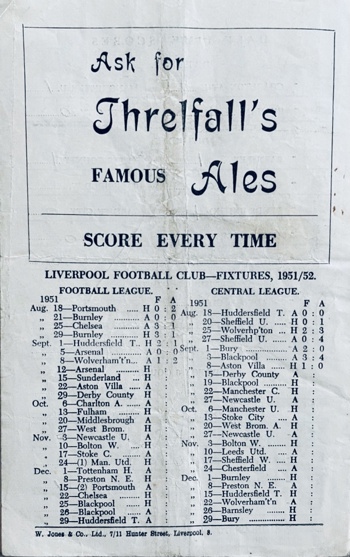 Ask for
Threlfall's
FAMOUS Ales
SCORE EVERY TIME
LIVERPOOL FOOTBALL CLUB—FIXTURES, 1951/52.
FOOTBALL LEAGUE.
1951 F A
Aug. 18—Portsmouth ..... H 0 : 2
„ 21—Burnley ........ A 0 : 0
„ 25—Chelsea ........ A 3 : 1
„ 29—Burnley ........ H 3 : 1
Sept. 1—Huddersfield T. H 2 : 1
„ 5—Arsenal ........ A 0 : 0
„ 8—Wolverham't'n... A 1 : 2
„ 12—Arsenal ........ H :
„ 15—Sunderland ... H :
„ 22—Aston Villa ... A :
„ 29—Derby County H :
Oct. 6—Charlton A. ..... A :
„ 13—Fulham ........ H :
„ 20—Middlesbrough A :
„ 27—West Brom. H :
Nov. 3—Newcastle U. A :
„ 10—Bolton W. ..... H :
„ 17—Stoke C. ........ A :
„ 24—(1) Man. Utd. H :
Dec. 1—Tottenham H. A :
„ 8—Preston N. E. H :
„ 15—(2) Portsmouth A :
„ 22—Chelsea ........ H :
„ 25—Blackpool ..... H :
„ 26—Blackpool ..... A :
„ 29—Huddersfield T. A :
CENTRAL LEAGUE.
1951 F A
Aug. 18—Huddersfield T. A 0 : 0
„ 20—Sheffield U. ..... H 0 : 1
„ 25—Wolverhp'ton ... H 2 : 3
„ 27—Sheffield U. ..... A 0 : 4
Sept. 1—Bury ............ A 2 : 0
„ 3—Blackpool ........ A 3 : 4
„ 8—Aston Villa ..... H 1 : 0
„ 15—Derby County A :
„ 19—Blackpool ........ H :
„ 22—Manchester C. H :
„ 27—Newcastle U. A :
Oct. 6—Manchester U. H :
„ 13—Stoke City ..... A :
„ 20—West Brom. A. H :
„ 27—Newcastle U. A :
Nov. 3—Bolton W. ..... H :
„ 10—Leeds Utd. ..... A :
„ 17—Sheffield W. ... H :
„ 24—Chesterfield ... A :
Dec. 1—Burnley ........ H :
„ 8—Preston N. E. A :
„ 15—Huddersfield T. H :
„ 22—Wolverham't'n A :
„ 26—Barnsley ........ H :
„ 29—Bury ............ H :
W. Jones & Co., Ltd., 7/11 Hunter Street, Liverpool, 8.